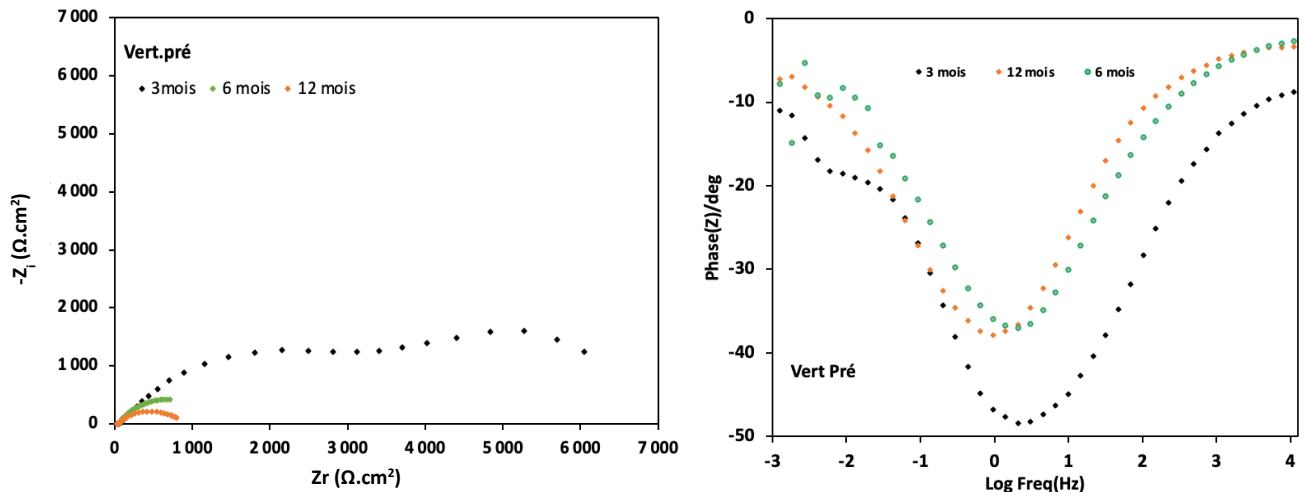 Vert.pré
3mois 6 mois 12 mois
7 000
6 000
5 000
4 000
3 000
2 000
1 000
0
-Zi (Ω.cm²)
0 1 000 2 000 3 000 4 000 5 000 6 000 7 000
Zr (Ω.cm²)
3 mois 12 mois 6 mois
0
-10
-20
-30
-40
-50
Phase(Z)/deg
Vert Pré
-3 -2 -1 0 1 2 3 4
Log Freq(Hz)